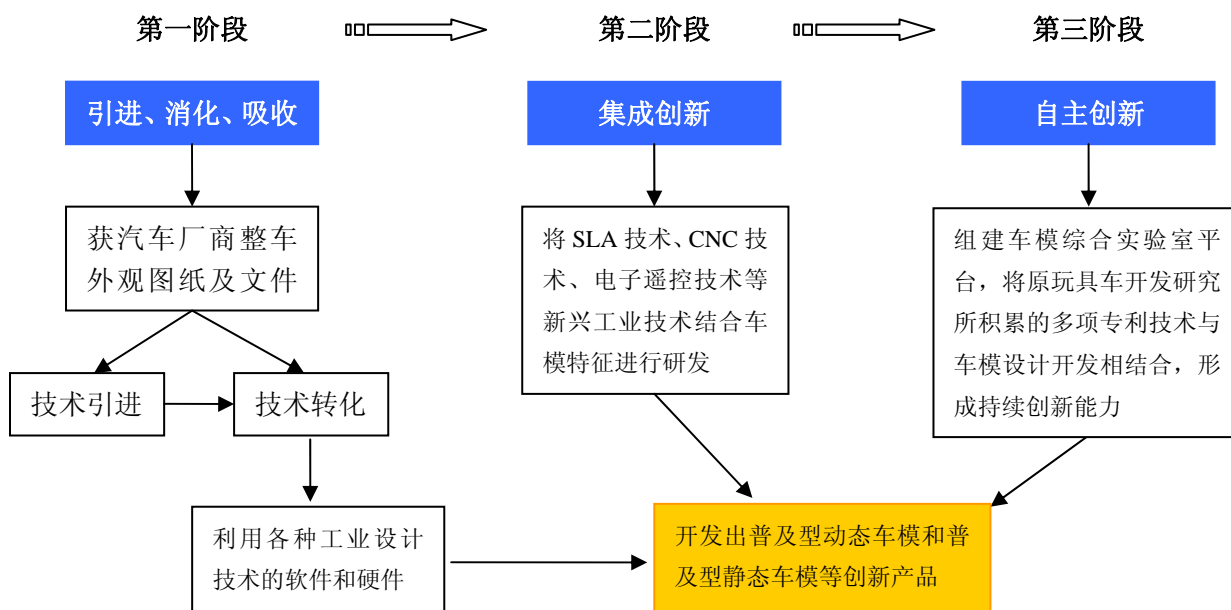 第一阶段
第二阶段
第三阶段
引进、消化、吸收
集成创新
自主创新
获汽车厂商整车
外观图纸及文件
将 SLA 技术、CNC 技
术、电子遥控技术等
新兴工业技术结合车
模特征进行研发
组建车模综合实验室平
台，将原玩具车开发研究
所积累的多项专利技术与
车模设计开发相结合，形
成持续创新能力
技术引进
技术转化
利用各种工业设计
技术的软件和硬件
开发出普及型动态车模和普
及型静态车模等创新产品